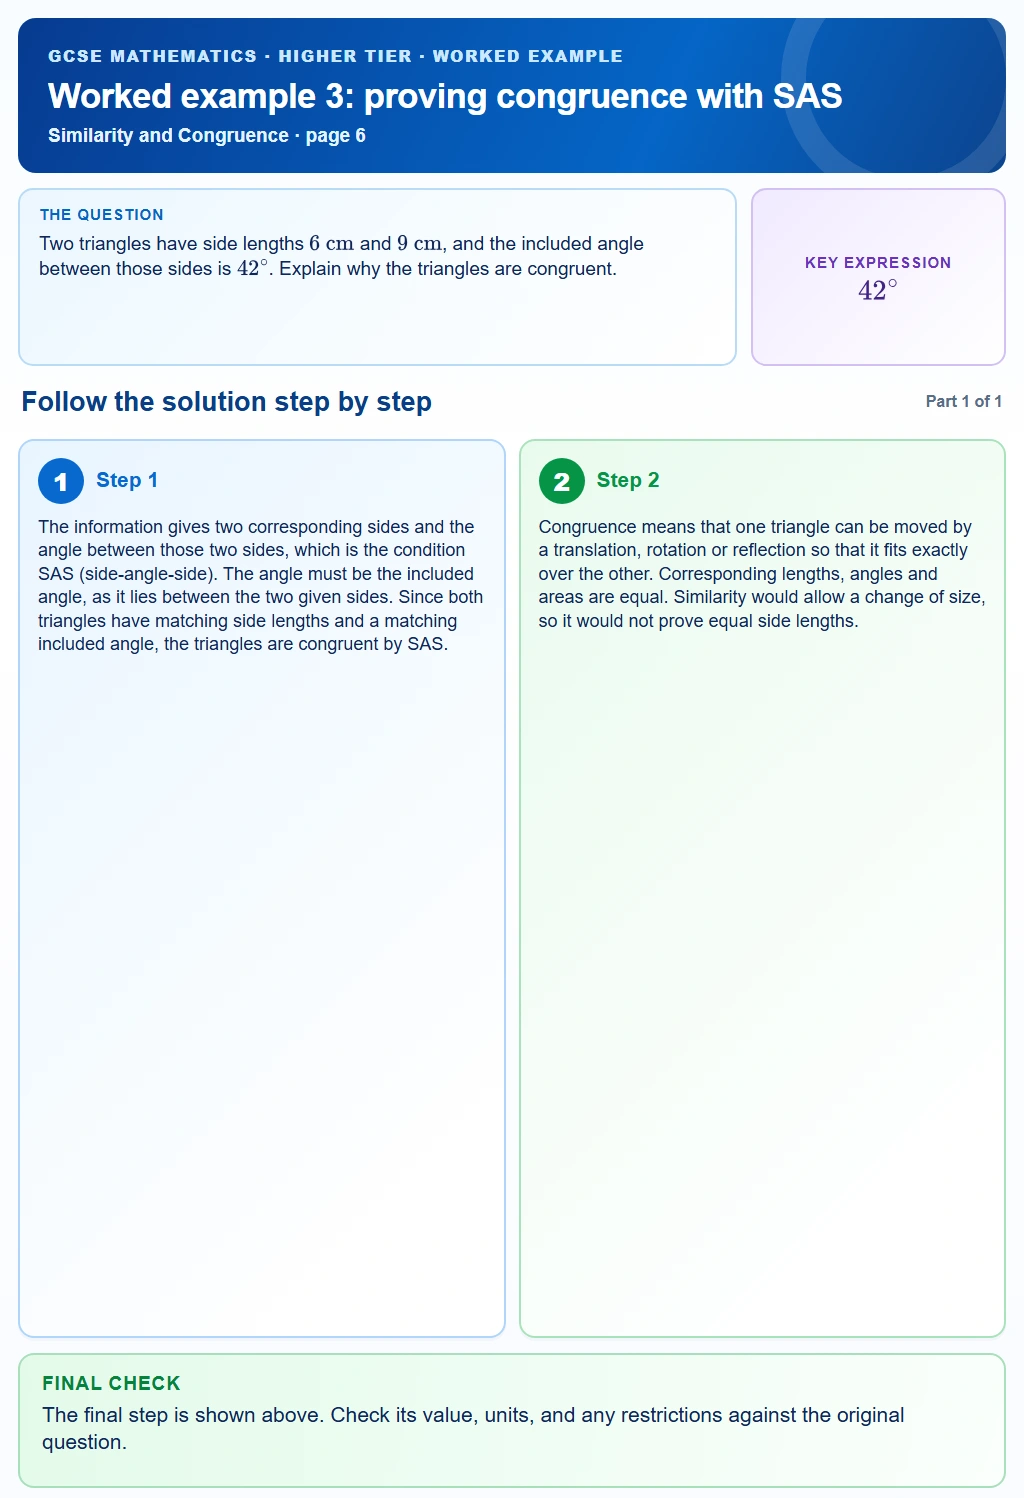 GCSE MATHEMATICS · HIGHER TIER · WORKED EXAMPLE
Worked example 3: proving congruence with SAS
Similarity and Congruence · page 6
THE QUESTION
Two triangles have side lengths 6 cm and 9 cm, and the included angle
between those sides is 42°. Explain why the triangles are congruent.
KEY EXPRESSION
42°
Follow the solution step by step
Part 1 of 1
1 Step 1
The information gives two corresponding sides and the
angle between those two sides, which is the condition
SAS (side-angle-side). The angle must be the included
angle, as it lies between the two given sides. Since both
triangles have matching side lengths and a matching
included angle, the triangles are congruent by SAS.
2 Step 2
Congruence means that one triangle can be moved by
a translation, rotation or reflection so that it fits exactly
over the other. Corresponding lengths, angles and
areas are equal. Similarity would allow a change of size,
so it would not prove equal side lengths.
FINAL CHECK
The final step is shown above. Check its value, units, and any restrictions against the original
question.